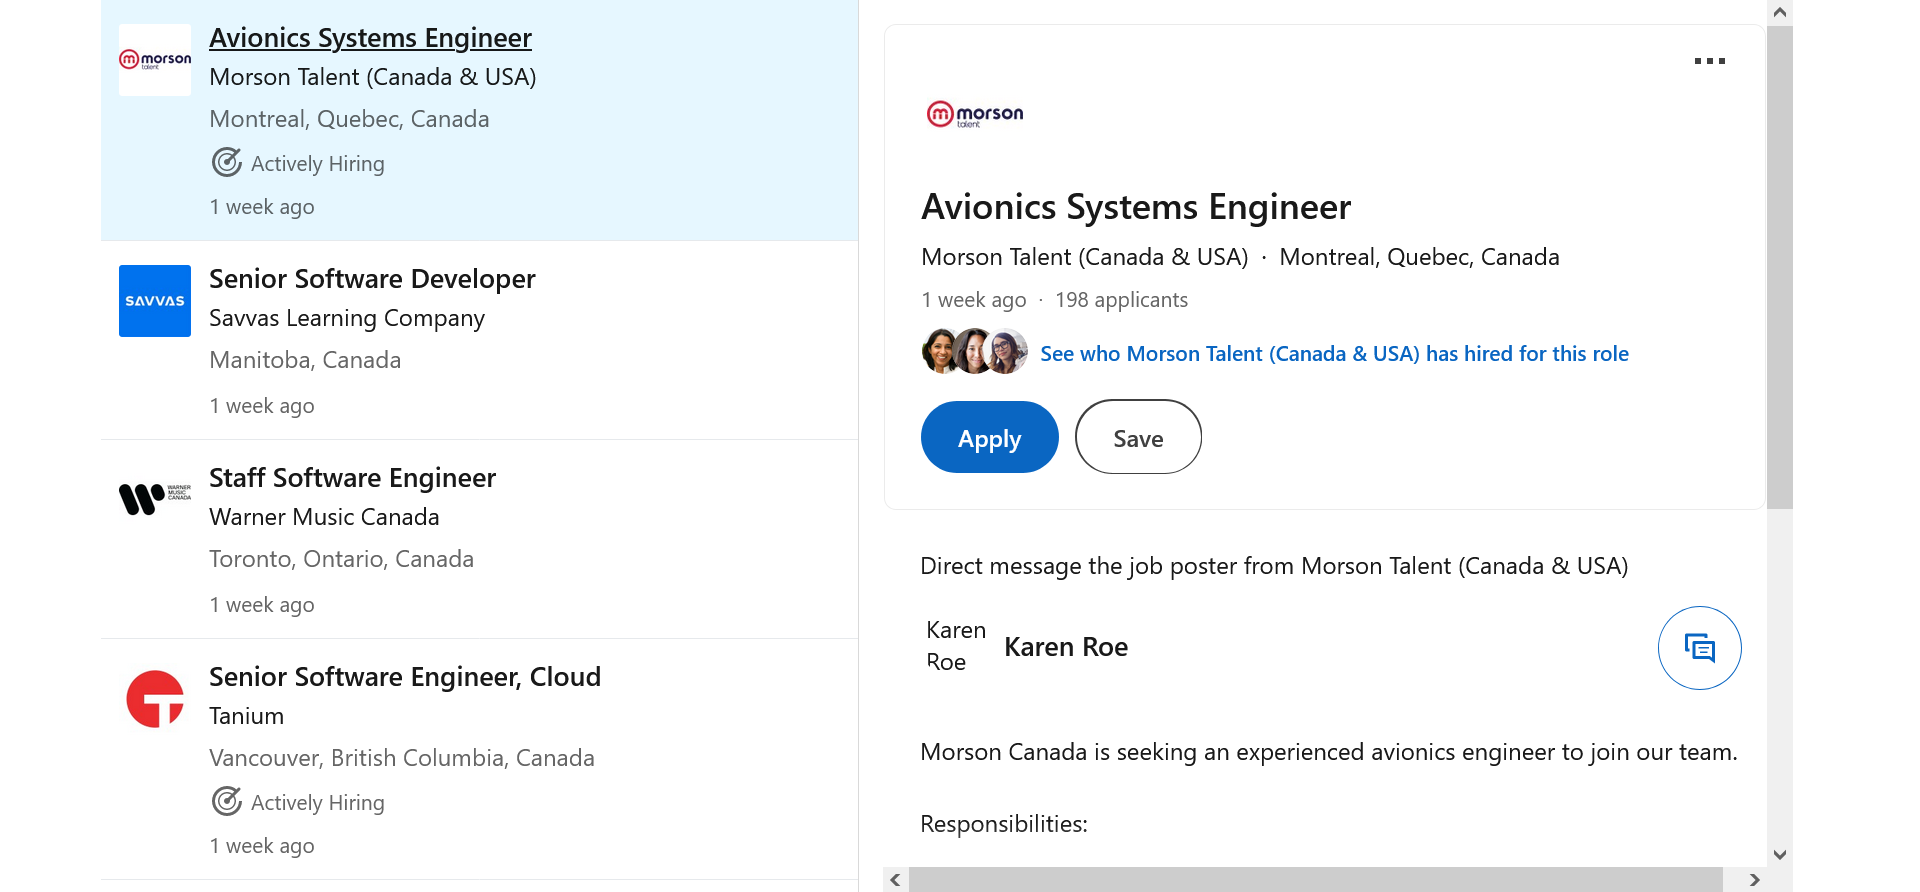 morson
talent
Avionics Systems Engineer
Morson Talent (Canada & USA)
Montreal, Quebec, Canada
Actively Hiring
1 week ago
SAVVAS
Senior Software Developer
Savvas Learning Company
Manitoba, Canada
1 week ago
WARNER
MUSIC
CANADA
Staff Software Engineer
Warner Music Canada
Toronto, Ontario, Canada
1 week ago
Senior Software Engineer, Cloud
Tanium
Vancouver, British Columbia, Canada
Actively Hiring
1 week ago
morson
talent
Avionics Systems Engineer
Morson Talent (Canada & USA) · Montreal, Quebec, Canada
1 week ago · 198 applicants
See who Morson Talent (Canada & USA) has hired for this role
Apply
Save
Direct message the job poster from Morson Talent (Canada & USA)
Karen
Roe
Karen Roe
Morson Canada is seeking an experienced avionics engineer to join our team.
Responsibilities: